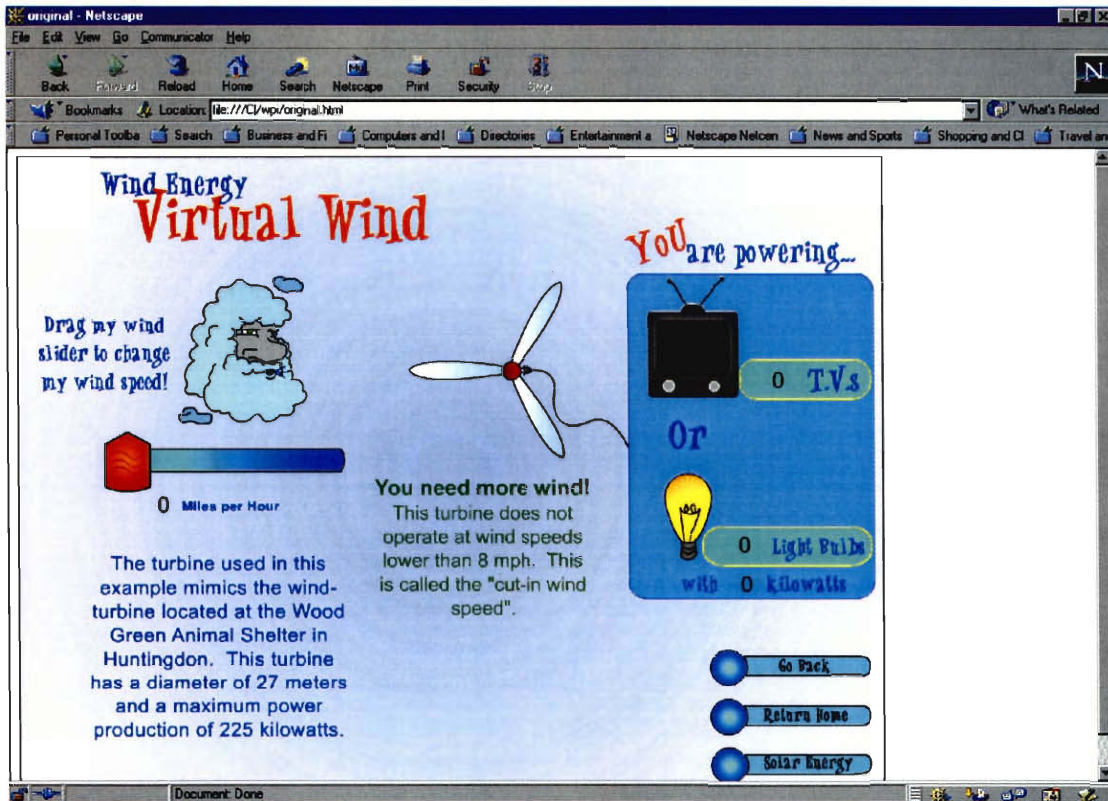 original - Netscape
File Edit View Go Communicator Help
Back Forward Reload Home Search Netscape Print Security Stop
Bookmarks Location: file:///C|/wpi/original.html What's Related
Personal Toolba Search Business and Fi Computers and I Directories Entertainment a Netscape Netcen News and Sports Shopping and Cl Travel an
Wind Energy
Virtual Wind
You are powering...
Drag my wind
slider to change
my wind speed!
0 T.V.s
Or
0 Miles per Hour
You need more wind!
This turbine does not
operate at wind speeds
lower than 8 mph. This
is called the "cut-in wind
speed".
0 Light Bulbs
with 0 kilowatts
The turbine used in this
example mimics the wind-
turbine located at the Wood
Green Animal Shelter in
Huntingdon. This turbine
has a diameter of 27 meters
and a maximum power
production of 225 kilowatts.
Go Back
Return Home
Solar Energy
Document: Done